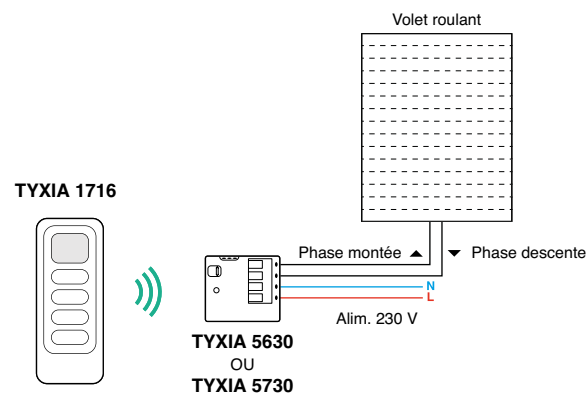 Volet roulant
TYXIA 1716
Phase montée ▲
▼ Phase descente
N
L
Alim. 230 V
TYXIA 5630
OU
TYXIA 5730